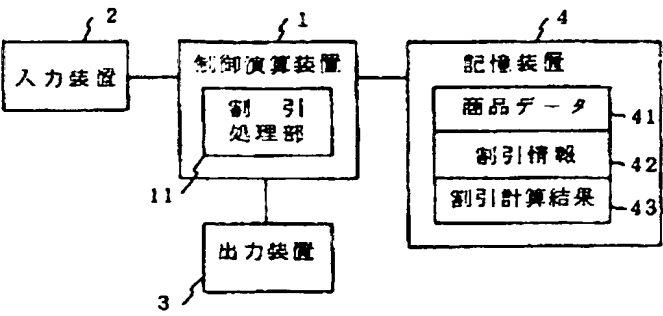 2
1
4
入力装置
制御演算装置
記憶装置
割引
処理部
商品データ
41
割引情報
42
割引計算結果
43
11
出力装置
3